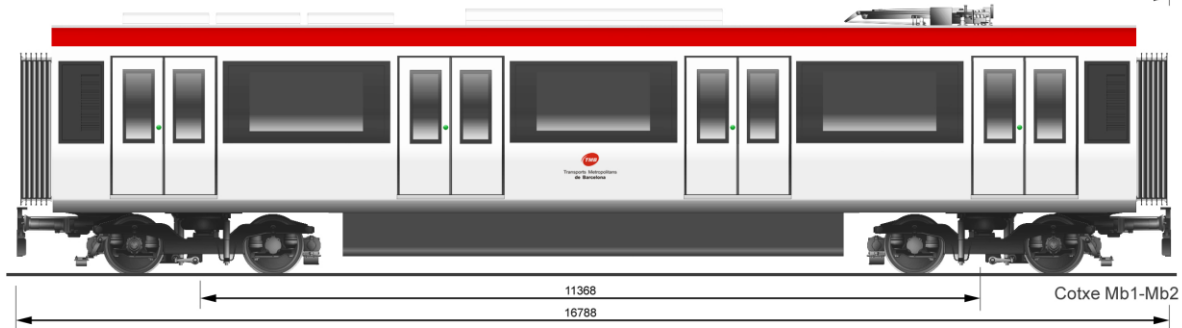 TMB
Transports Metropolitans
de Barcelona
11368
Cotxe Mb1-Mb2
16788